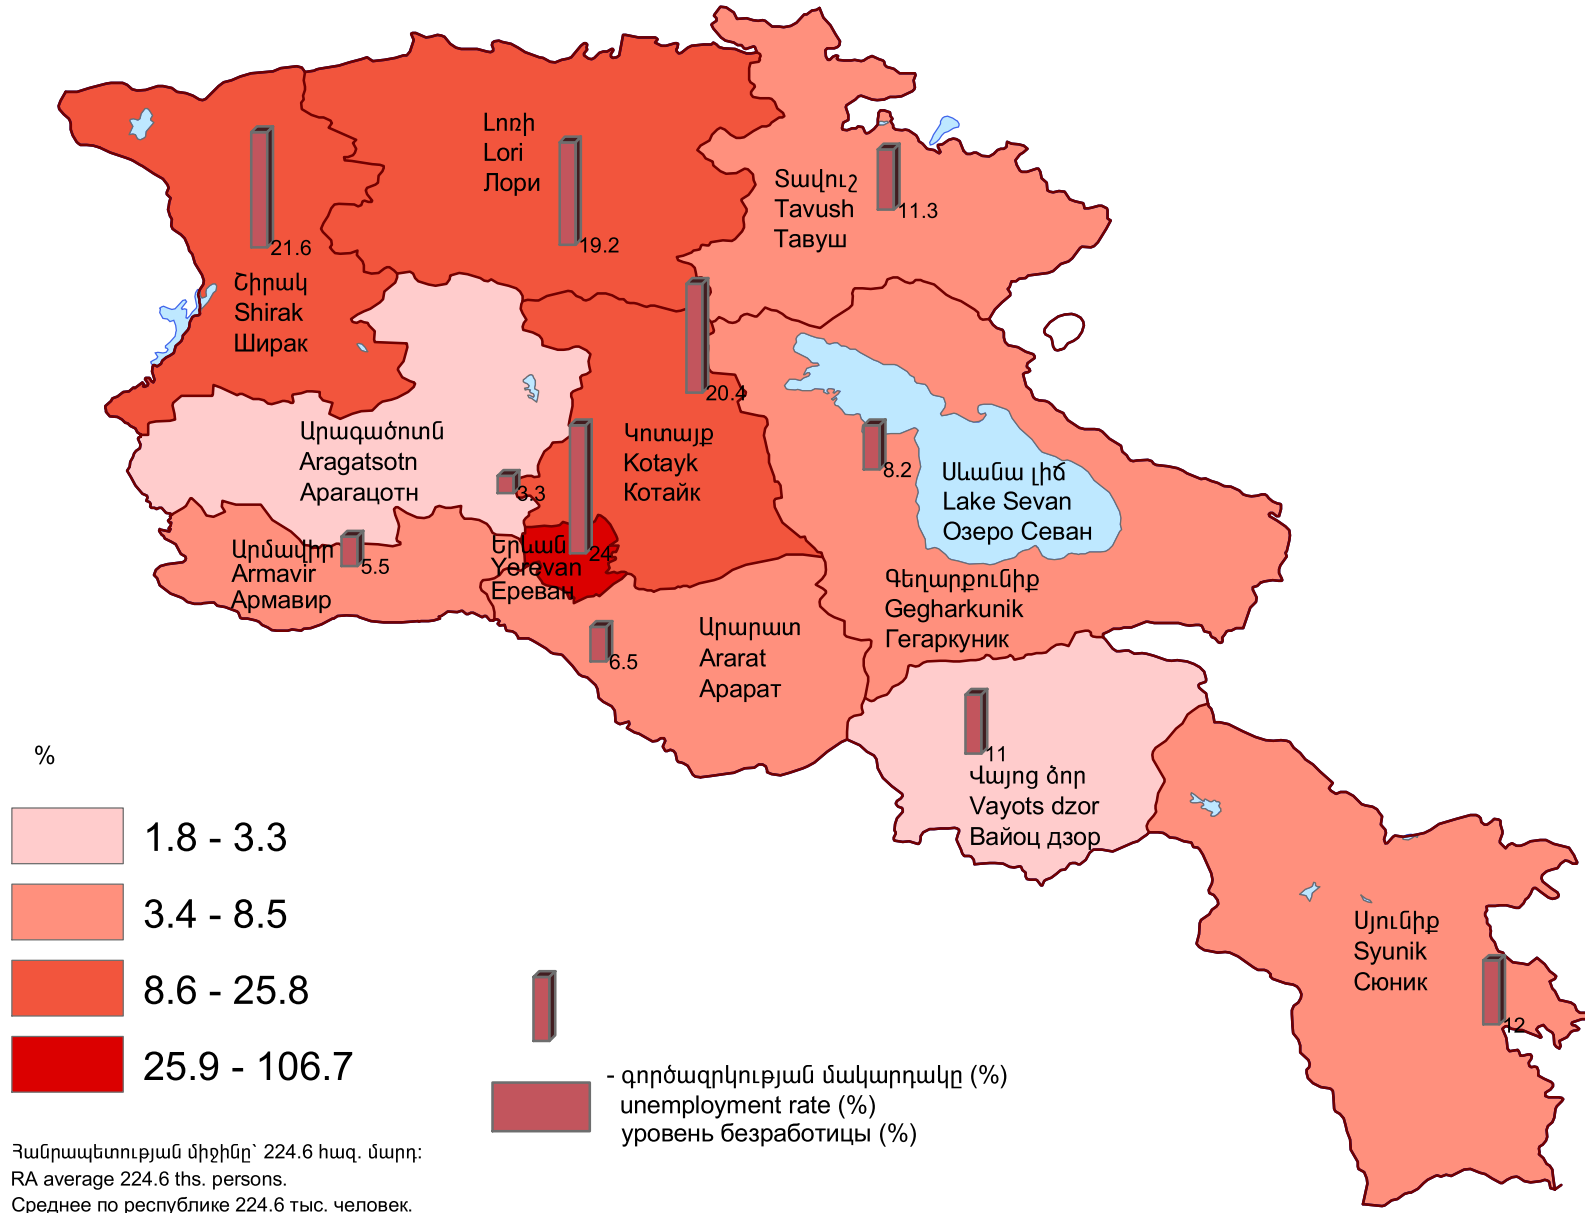 Լոռի
Lori
Лори
19.2
Տավուշ
Tavush
Тавуш
11.3
21.6
Շիրակ
Shirak
Ширак
20.4
Արագածոտն
Aragatsotn
Арагацотн
3.3
Կոտայք
Kotayk
Котайк
8.2
Սևանա լիճ
Lake Sevan
Озеро Севан
Արմավիր
Armavir
Армавир
5.5
Երևան
Yerevan
Ереван
24
Գեղարքունիք
Gegharkunik
Гегаркуник
6.5
Արարատ
Ararat
Арарат
11
Վայոց ձոր
Vayots dzor
Вайоц дзор
Սյունիք
Syunik
Сюник
12
%
1.8 - 3.3
3.4 - 8.5
8.6 - 25.8
25.9 - 106.7
- գործազրկության մակարդակը (%)
unemployment rate (%)
уровень безработицы (%)
Հանրապետության միջինը` 224.6 հազ. մարդ:
RA average 224.6 ths. persons.
Среднее по республике 224.6 тыс. человек.